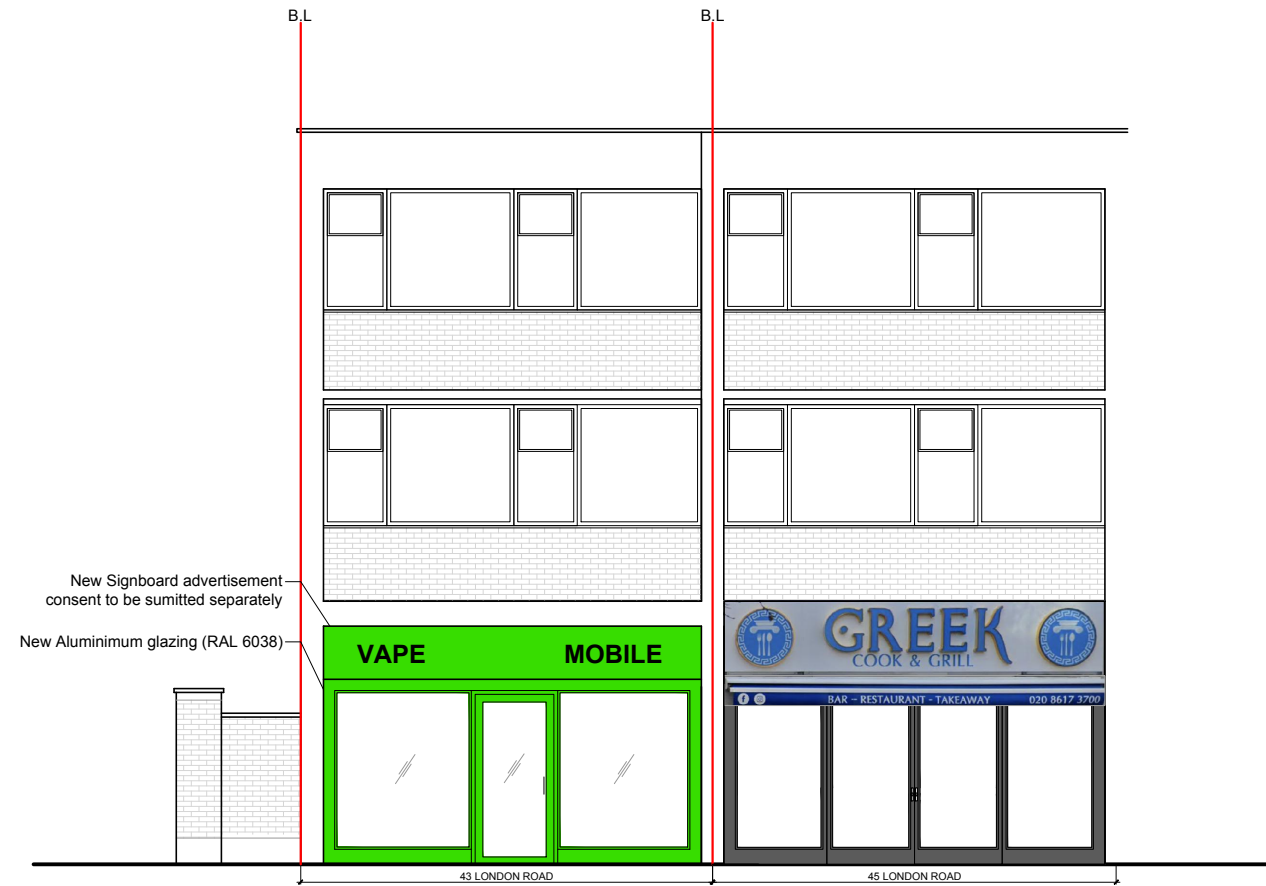 B.L
B.L
New Signboard advertisement
consent to be sumitted separately
New Aluminimum glazing (RAL 6038)
VAPE
MOBILE
GREEK
COOK & GRILL
BAR – RESTAURANT - TAKEAWAY
020 8617 3700
43 LONDON ROAD
45 LONDON ROAD